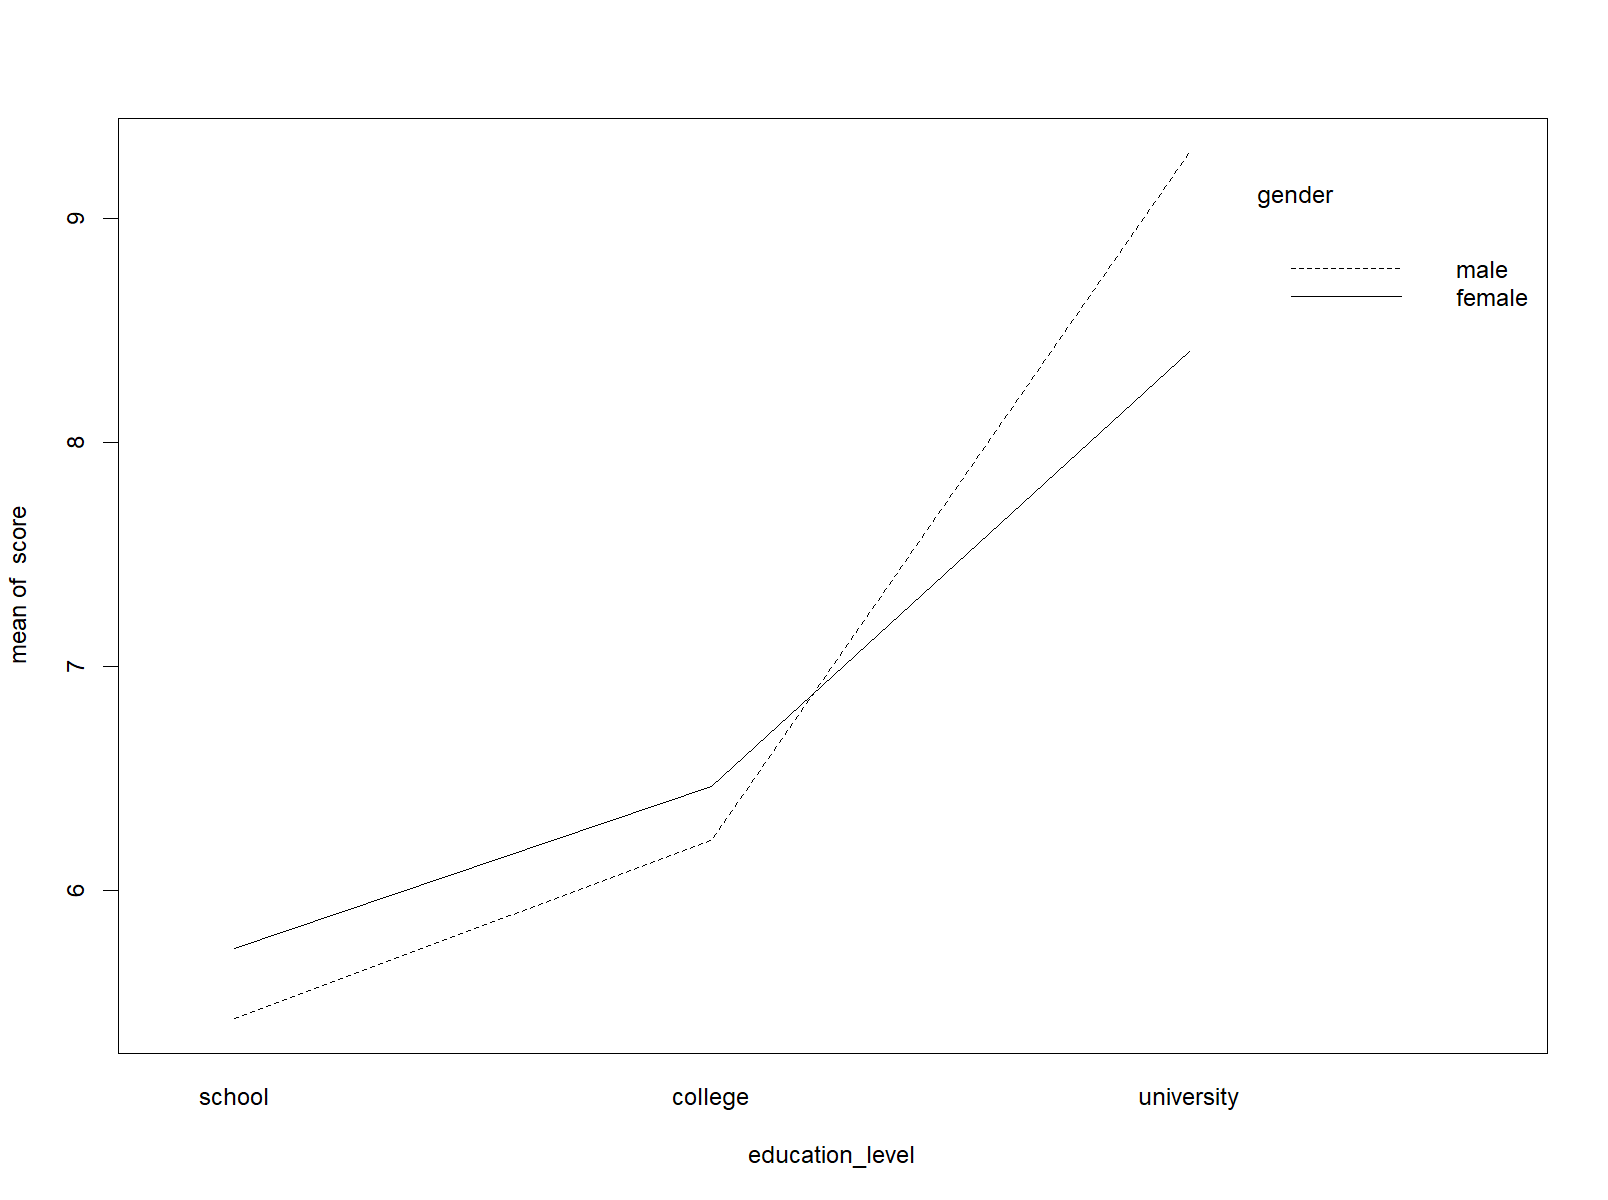 gender
male
female
9
8
7
6
mean of  score
school college university
education_level